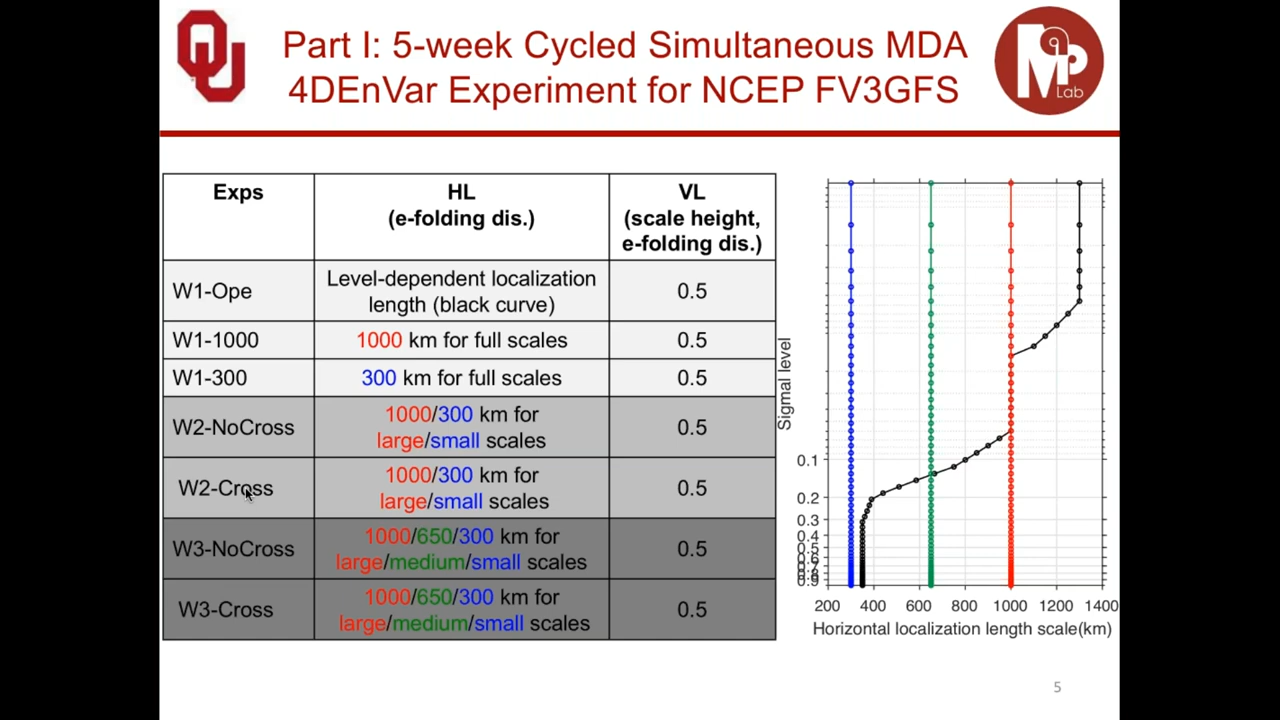 Part I: 5-week Cycled Simultaneous MDA
4DEnVar Experiment for NCEP FV3GFS
MAP
Lab
Exps
HL
(e-folding dis.)
VL
(scale height,
e-folding dis.)
W1-Ope
Level-dependent localization
length (black curve)
0.5
W1-1000
1000 km for full scales
0.5
W1-300
300 km for full scales
0.5
W2-NoCross
1000/300 km for
large/small scales
0.5
W2-Cross
1000/300 km for
large/small scales
0.5
W3-NoCross
1000/650/300 km for
large/medium/small scales
0.5
W3-Cross
1000/650/300 km for
large/medium/small scales
0.5
Sigmal level
0.1
0.2
0.3
0.4
0.5
200 400 600 800 1000 1200 1400
Horizontal localization length scale(km)
5